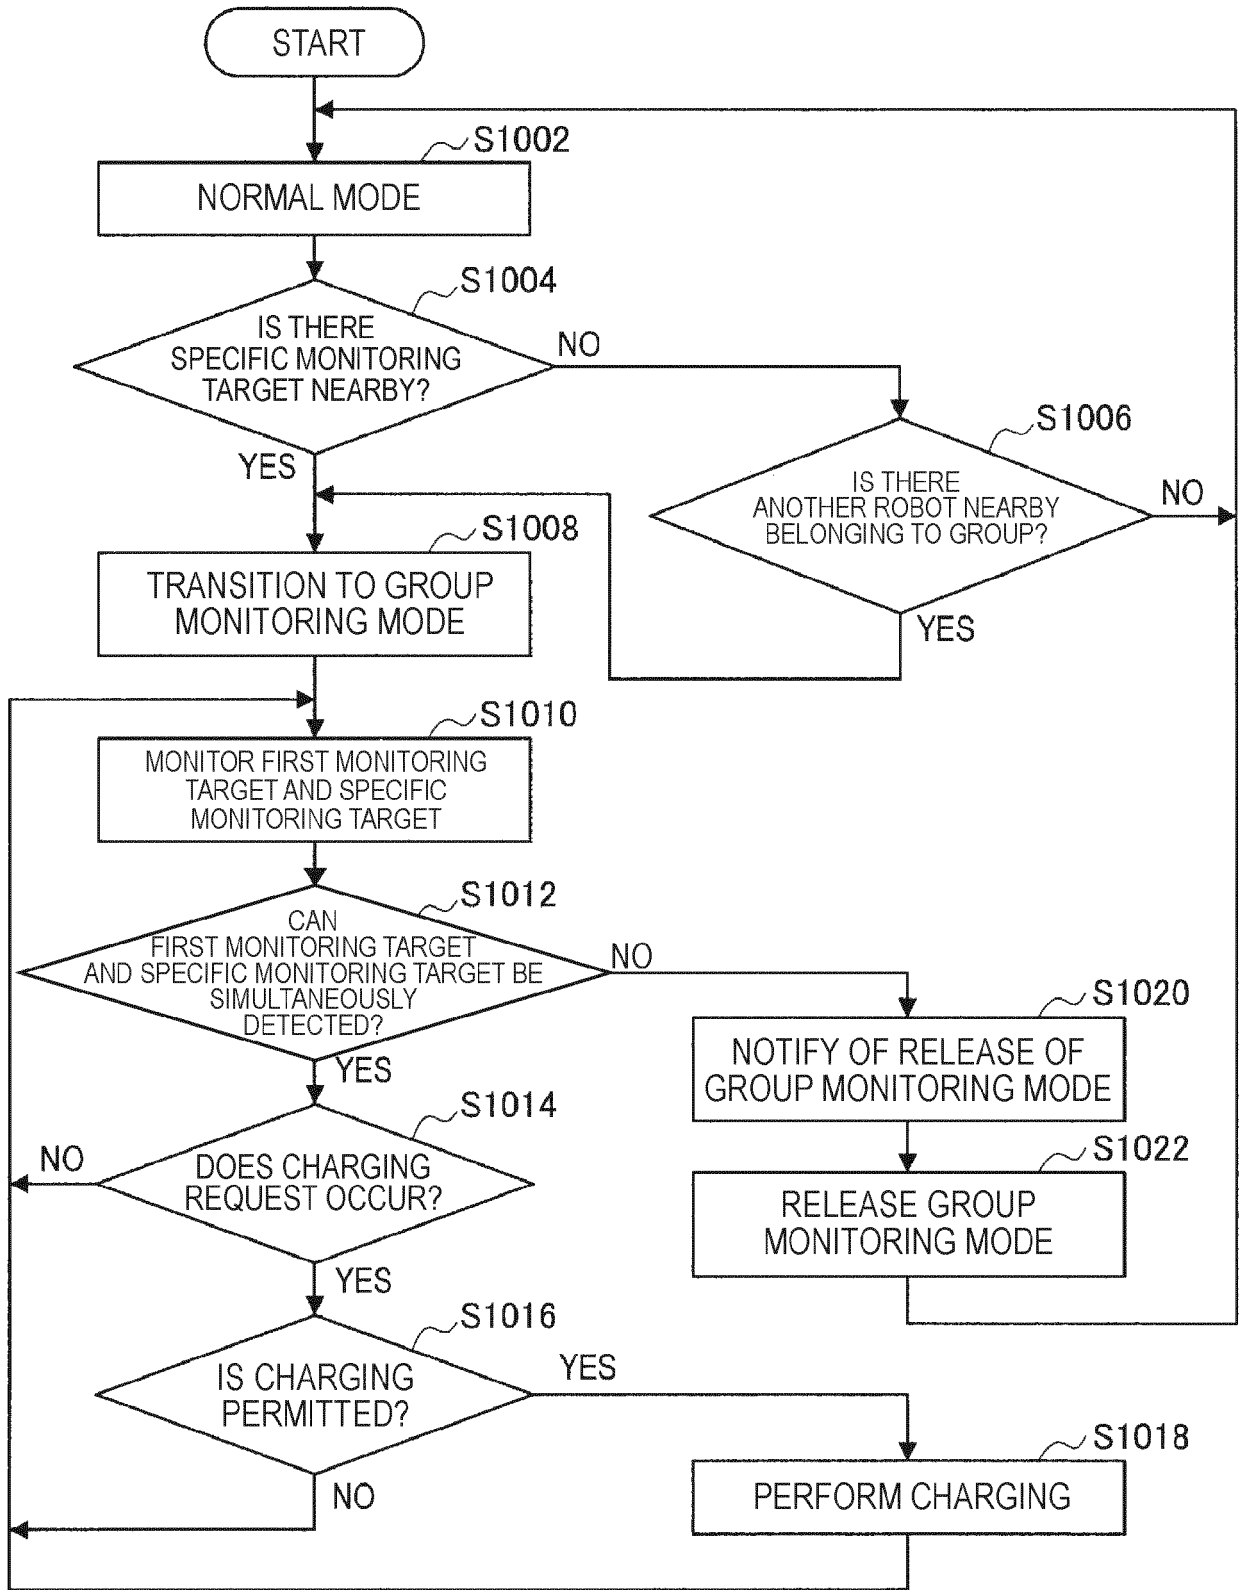 START
S1002
NORMAL MODE
S1004
IS THERE
SPECIFIC MONITORING
TARGET NEARBY?
NO
YES
S1006
IS THERE
ANOTHER ROBOT NEARBY
BELONGING TO GROUP?
NO
YES
S1008
TRANSITION TO GROUP
MONITORING MODE
S1010
MONITOR FIRST MONITORING
TARGET AND SPECIFIC
MONITORING TARGET
S1012
CAN
FIRST MONITORING TARGET
AND SPECIFIC MONITORING TARGET BE
SIMULTANEOUSLY
DETECTED?
NO
YES
S1020
NOTIFY OF RELEASE OF
GROUP MONITORING MODE
S1014
DOES CHARGING
REQUEST OCCUR?
NO
YES
S1022
RELEASE GROUP
MONITORING MODE
S1016
IS CHARGING
PERMITTED?
YES
NO
S1018
PERFORM CHARGING